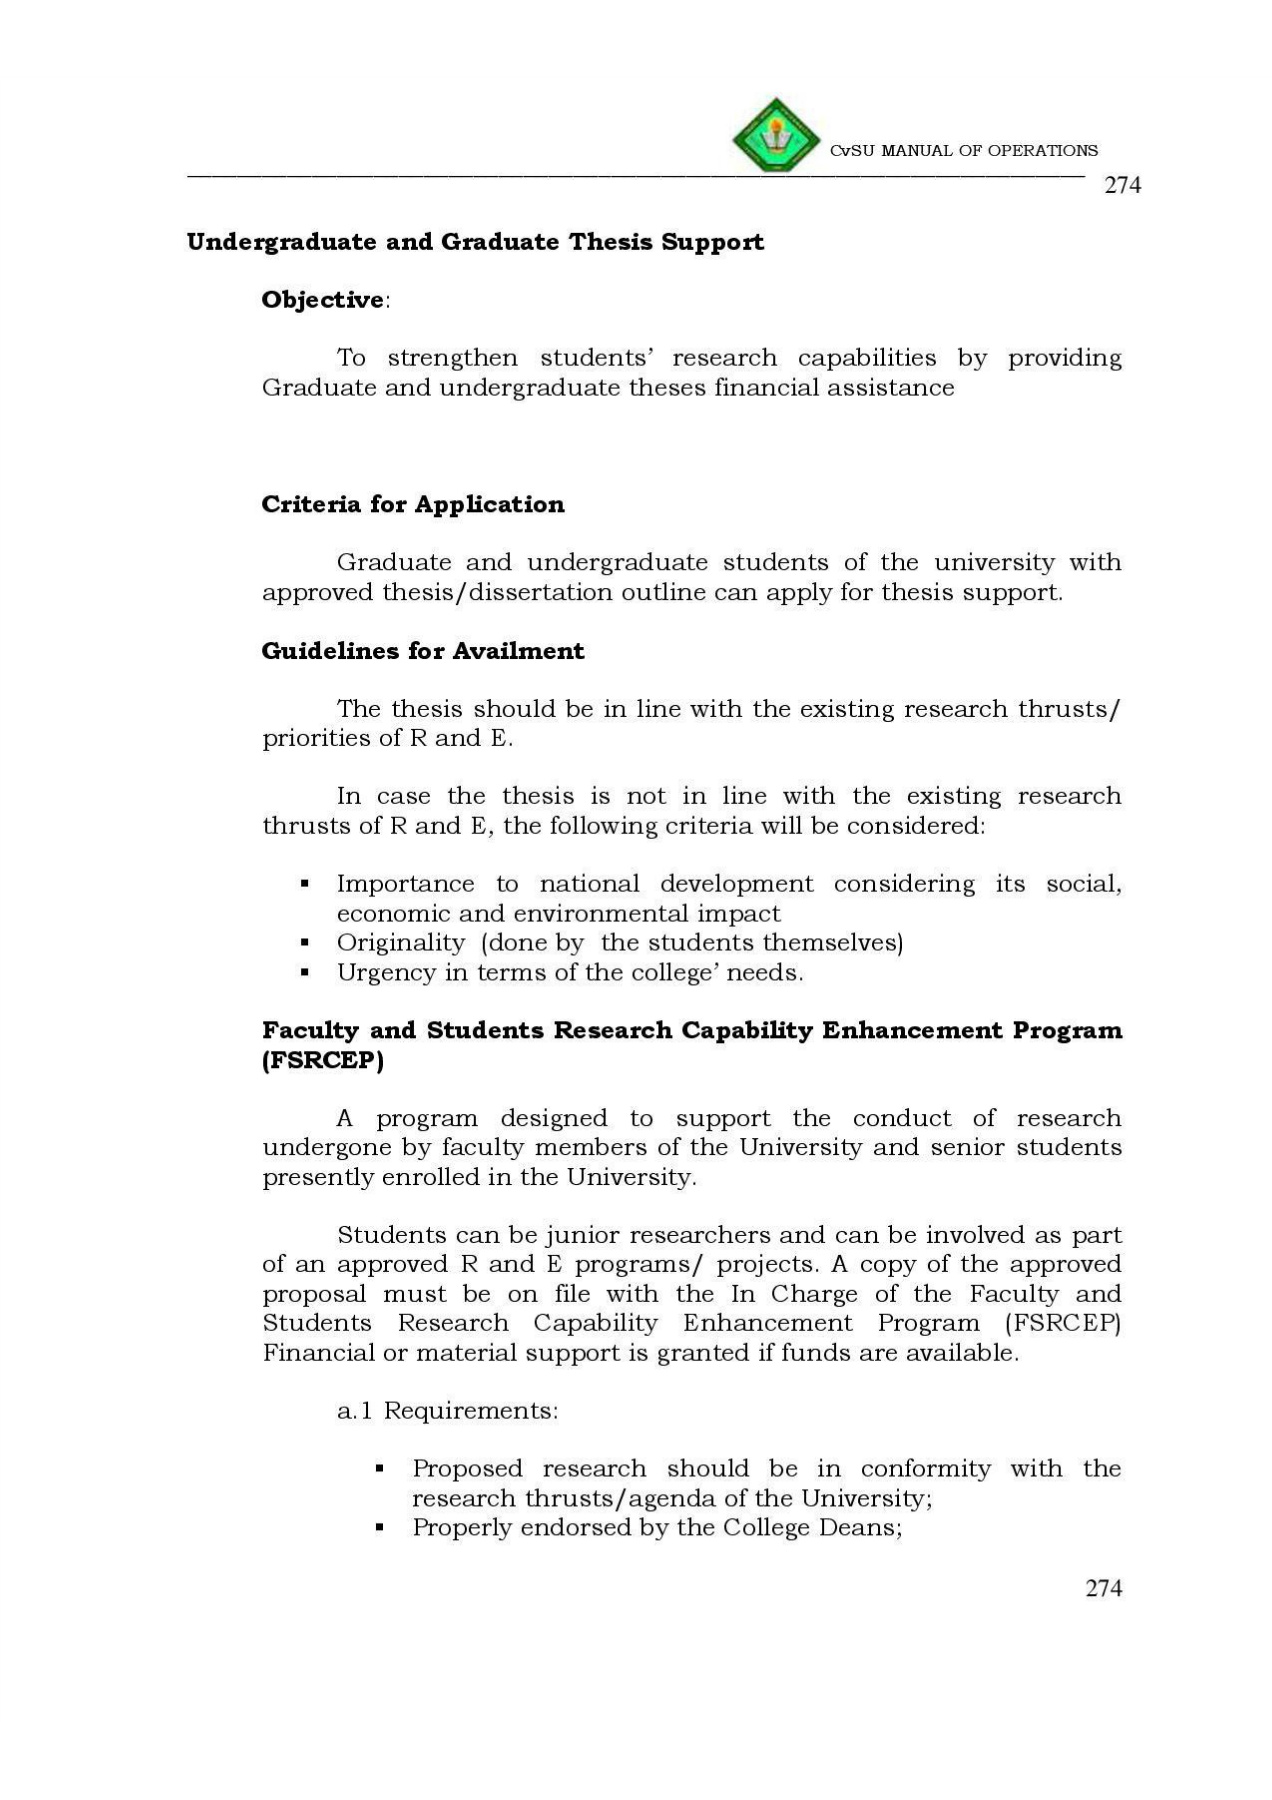 CvSU MANUAL OF OPERATIONS
274
Undergraduate and Graduate Thesis Support
Objective:
To strengthen students’ research capabilities by providing
Graduate and undergraduate theses financial assistance
Criteria for Application
Graduate and undergraduate students of the university with
approved thesis/dissertation outline can apply for thesis support.
Guidelines for Availment
The thesis should be in line with the existing research thrusts/
priorities of R and E.
In case the thesis is not in line with the existing research
thrusts of R and E, the following criteria will be considered:
▪ Importance to national development considering its social,
economic and environmental impact
▪ Originality (done by the students themselves)
▪ Urgency in terms of the college’ needs.
Faculty and Students Research Capability Enhancement Program
(FSRCEP)
A program designed to support the conduct of research
undergone by faculty members of the University and senior students
presently enrolled in the University.
Students can be junior researchers and can be involved as part
of an approved R and E programs/ projects. A copy of the approved
proposal must be on file with the In Charge of the Faculty and
Students Research Capability Enhancement Program (FSRCEP)
Financial or material support is granted if funds are available.
a.1 Requirements:
▪ Proposed research should be in conformity with the
research thrusts/agenda of the University;
▪ Properly endorsed by the College Deans;
274